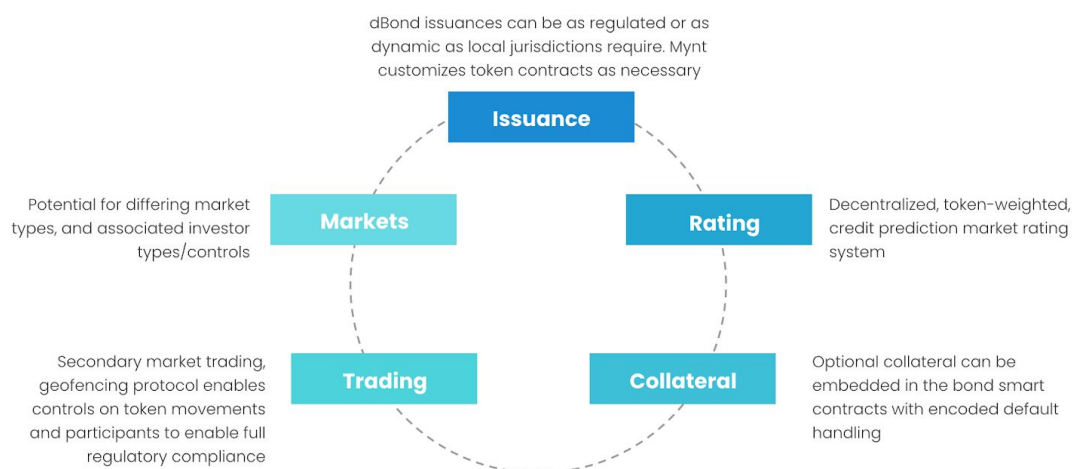 dBond issuances can be as regulated or as
dynamic as local jurisdictions require. Mynt
customizes token contracts as necessary
Issuance
Markets
Potential for differing market
types, and associated investor
types/controls
Rating
Decentralized, token-weighted,
credit prediction market rating
system
Trading
Secondary market trading,
geofencing protocol enables
controls on token movements
and participants to enable full
regulatory compliance
Collateral
Optional collateral can be
embedded in the bond smart
contracts with encoded default
handling